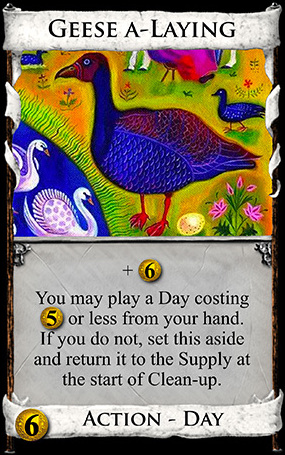 GEESE A-LAYING
+ 6
You may play a Day costing
5 or less from your hand.
If you do not, set this aside
and return it to the Supply at
the start of Clean-up.
6 ACTION - DAY